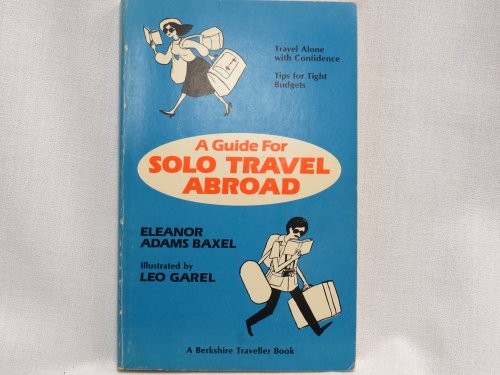 Travel Alone
with Confidence
Tips for Tight
Budgets
A Guide For
SOLO TRAVEL
ABROAD
ELEANOR
ADAMS BAXEL
Illustrated by
LEO GAREL
A Berkshire Traveller Book